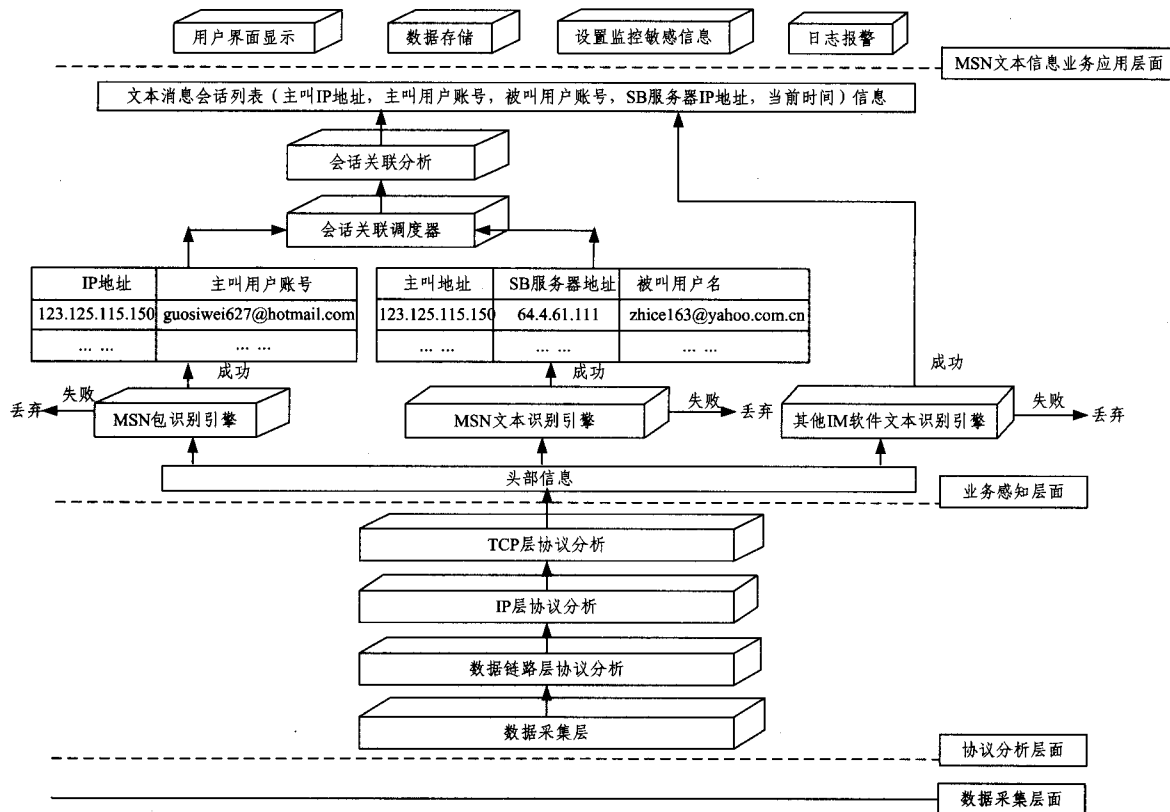 用户界面显示
数据存储
设置监控敏感信息
日志报警
MSN文本信息业务应用层面
文本消息会话列表（主叫IP地址，主叫用户账号，被叫用户账号，SB服务器IP地址，当前时间）信息
会话关联分析
会话关联调度器
IP地址 主叫用户账号
123.125.115.150 guosiwei627@hotmail.com
... ... ... ...
主叫地址 SB服务器地址 被叫用户名
123.125.115.150 64.4.61.111 zhice163@yahoo.com.cn
... ... ... ... ... ...
成功
成功
成功
丢弃 失败 MSN包识别引擎
MSN文本识别引擎 失败 丢弃
其他IM软件文本识别引擎 失败 丢弃
头部信息
业务感知层面
TCP层协议分析
IP层协议分析
数据链路层协议分析
数据采集层
协议分析层面
数据采集层面